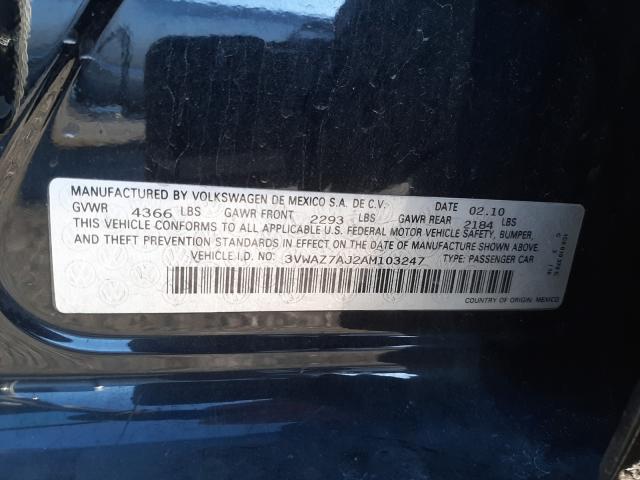 MANUFACTURED BY VOLKSWAGEN DE MEXICO S.A. DE C.V. DATE 02.10
GVWR 4366 LBS GAWR FRONT 2293 LBS GAWR REAR 2184 LBS
THIS VEHICLE CONFORMS TO ALL APPLICABLE U.S. FEDERAL MOTOR VEHICLE SAFETY, BUMPER,
AND THEFT PREVENTION STANDARDS IN EFFECT ON THE DATE OF MANUFACTURE SHOWN ABOVE.
VEHICLE I.D. NO: 3VWAZ7AJ2AM103247 TYPE: PASSENGER CAR
COUNTRY OF ORIGIN: MEXICO